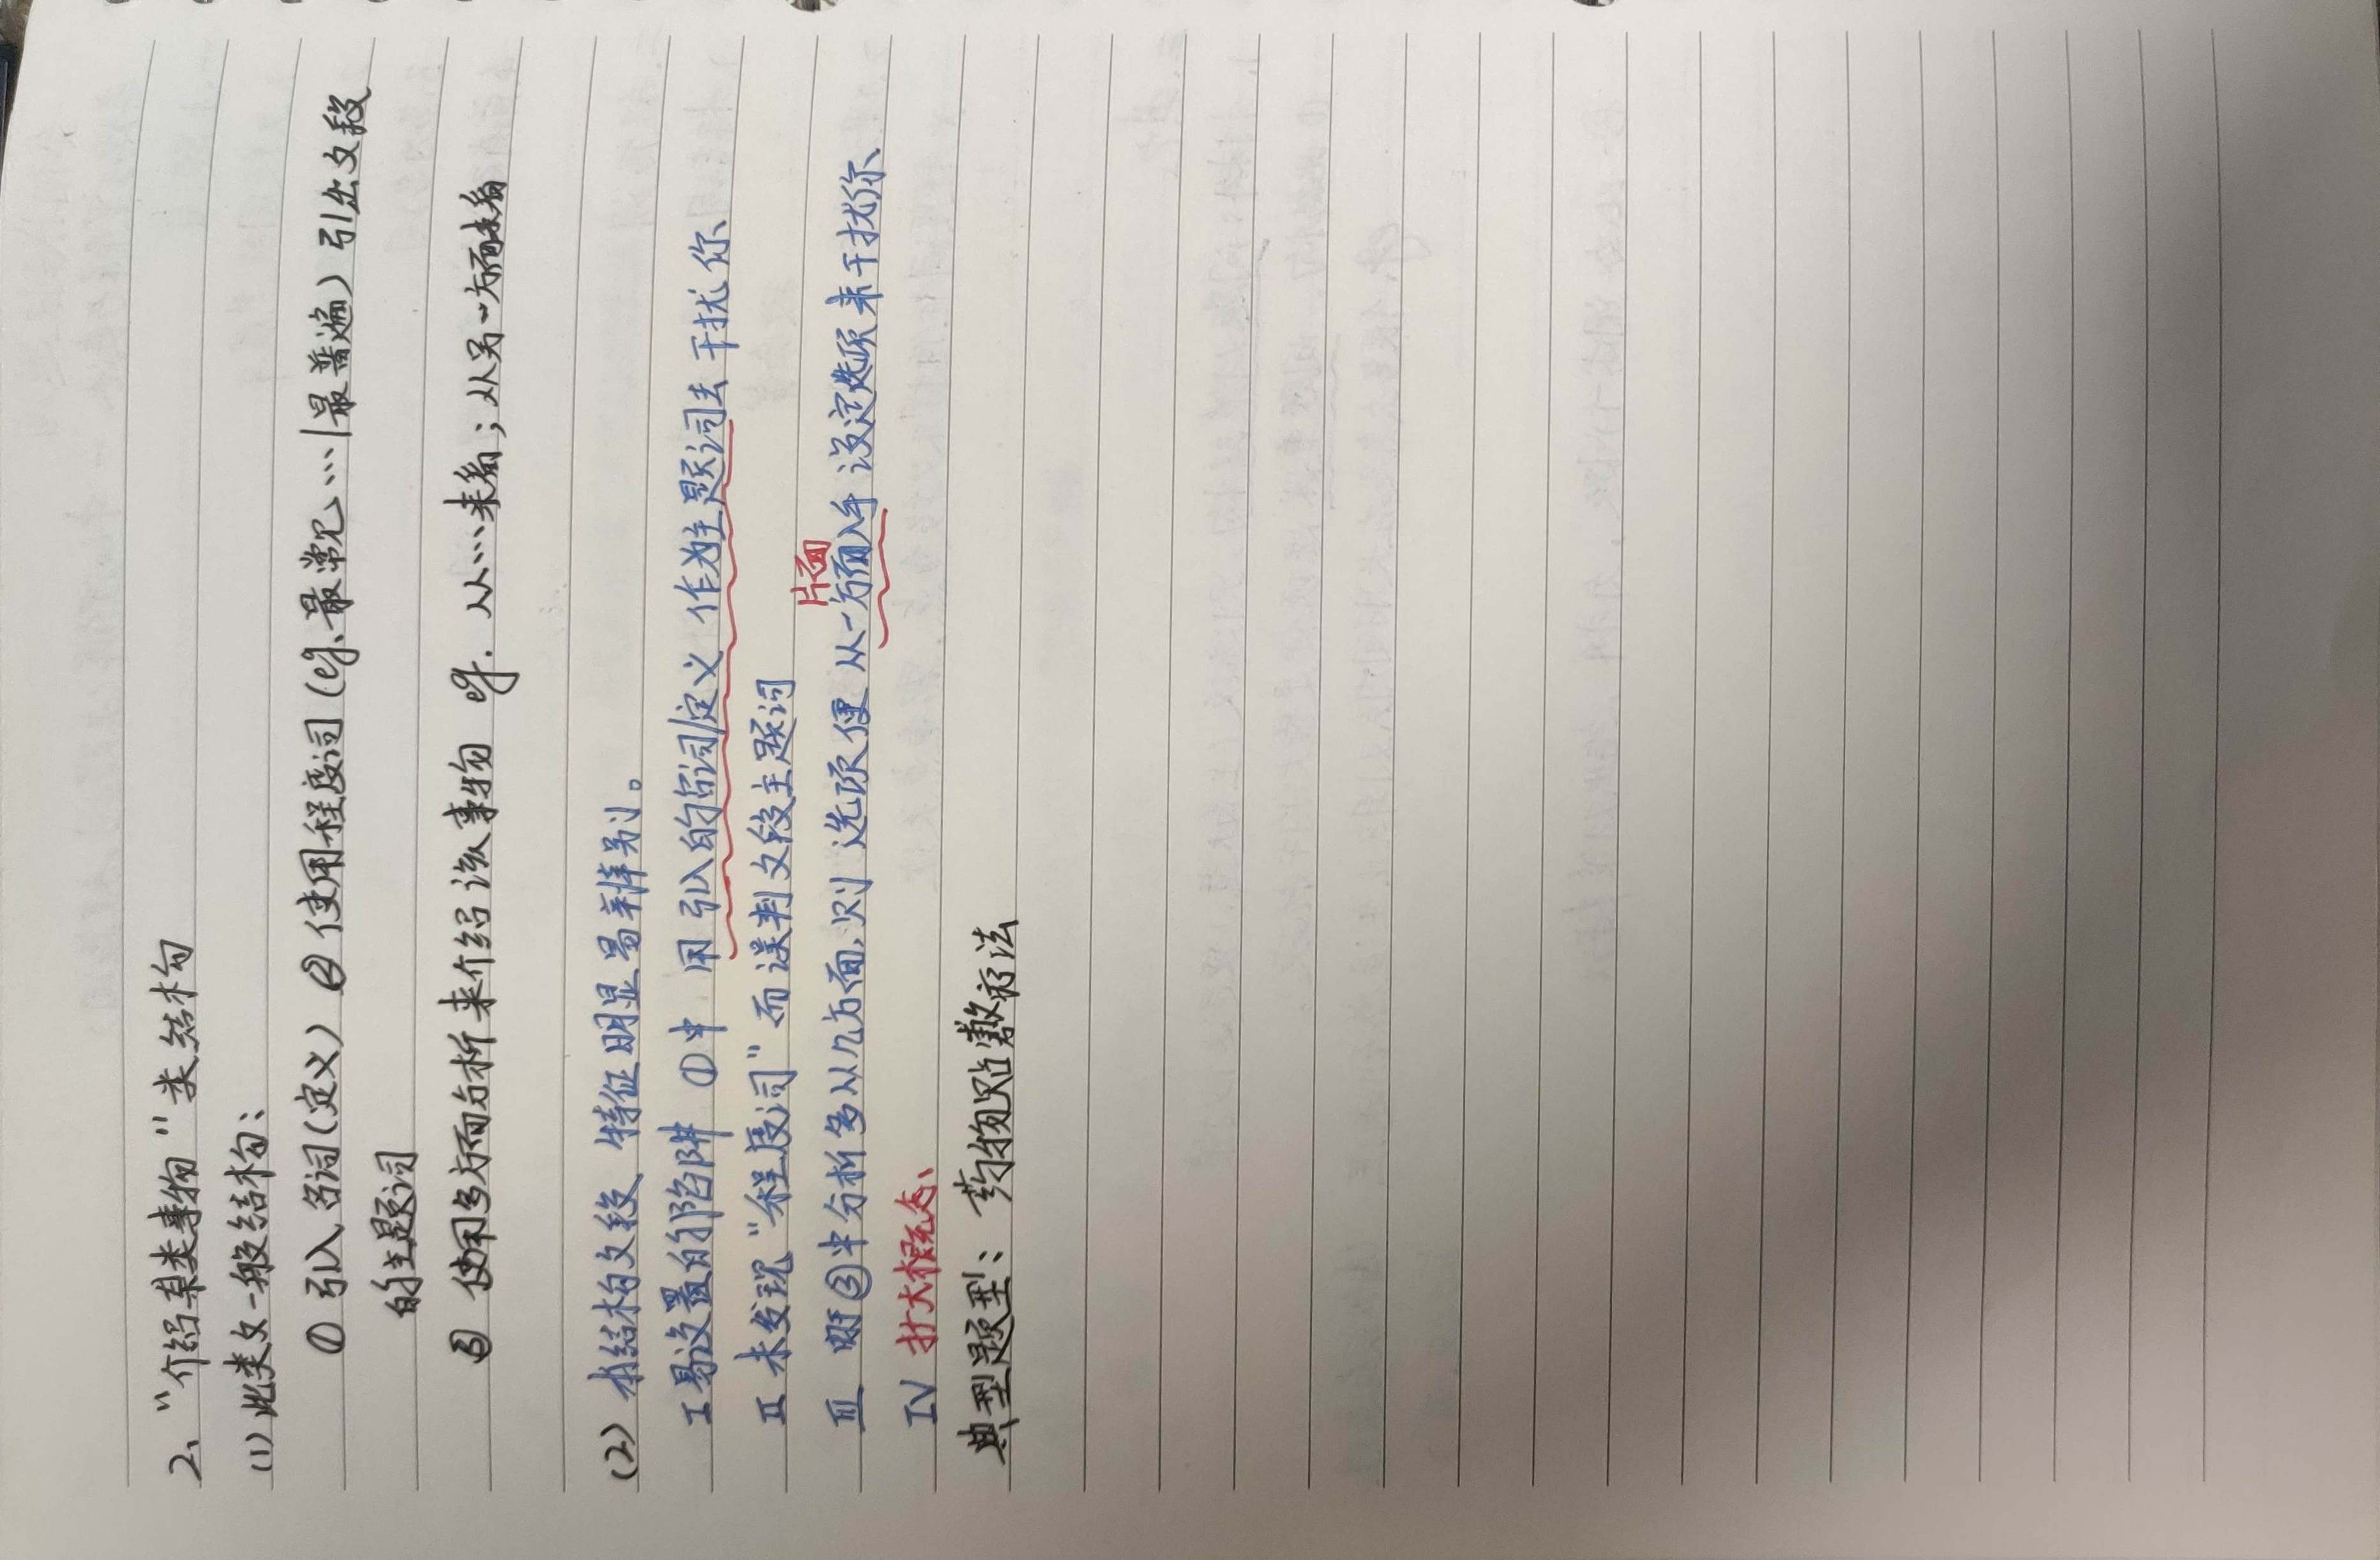 2、“介绍某类事物”类结构
(1)此类文一般结构：
① 引入名词(定义) ② 使用程度词(eg、最常见…|最普遍) 引出文段
的主题词
③ 使用多方面分析来介绍该事物 eg. 从…来看；从另一方面来看
(2) 本结构文段 特征明显易辨别。
I易设置的陷阱 ①中 用引入的名词/定义 作为主题词去干扰你、
II 未发现“程度词”而误判文段主题词
片面
III 由于③中分析多从几方面,则 选项便 从一方面入手 设定选项来干扰你、
IV 扩大概念、
典型题型：药物贴敷疗法